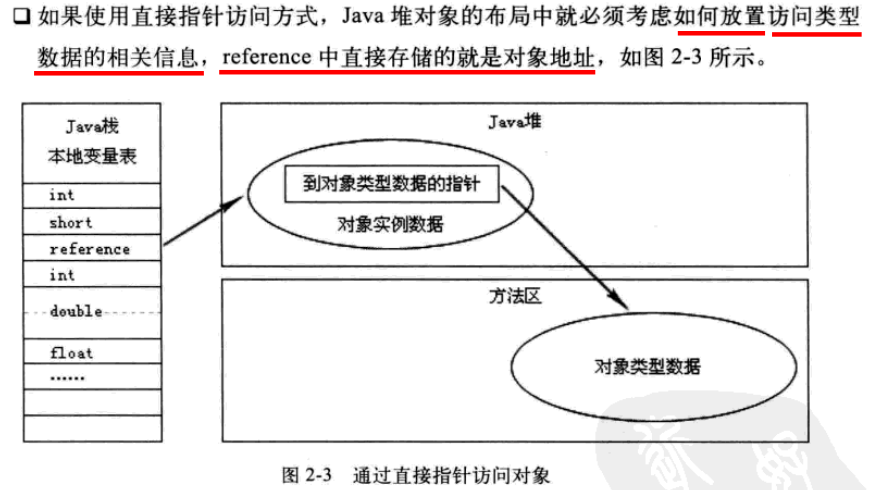 ❑ 如果使用直接指针访问方式，Java 堆对象的布局中就必须考虑如何放置访问类型
数据的相关信息，reference 中直接存储的就是对象地址，如图 2-3 所示。
Java栈
本地变量表
int
short
reference
int
double
float
……
Java堆
到对象类型数据的指针
对象实例数据
方法区
对象类型数据
图 2-3 通过直接指针访问对象